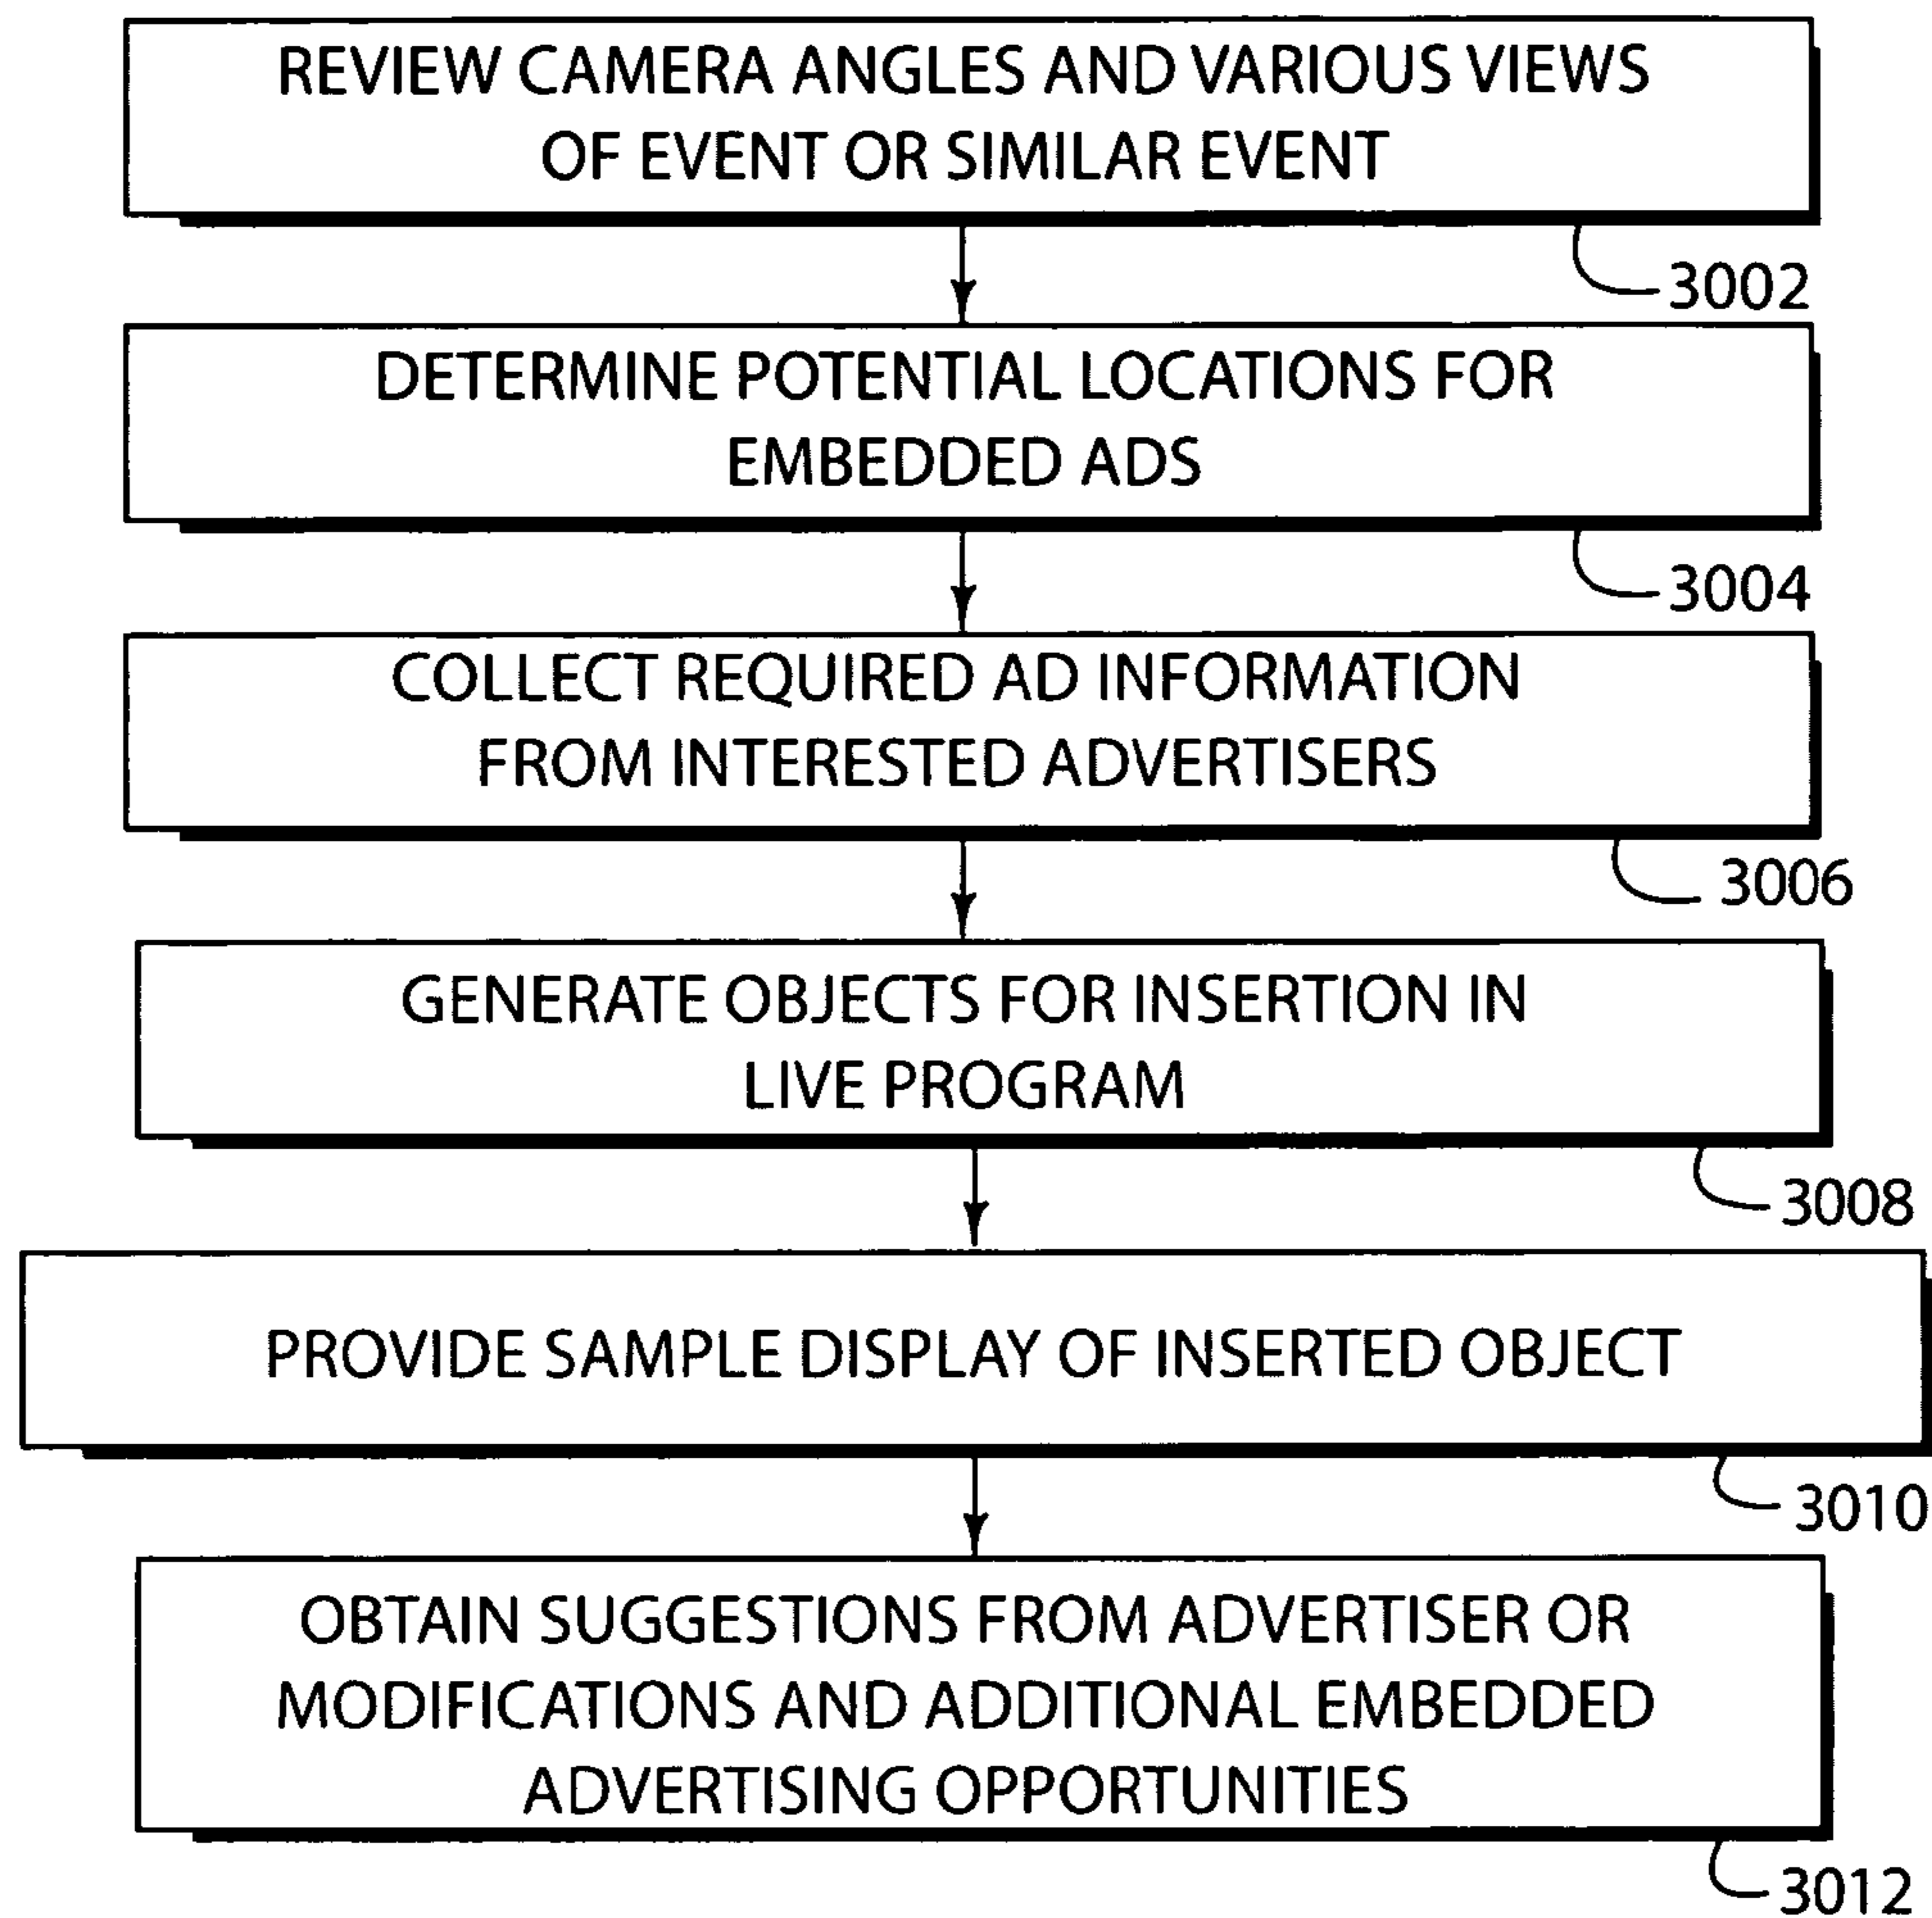 REVIEW CAMERA ANGLES AND VARIOUS VIEWS
OF EVENT OR SIMILAR EVENT
3002
DETERMINE POTENTIAL LOCATIONS FOR
EMBEDDED ADS
3004
COLLECT REQUIRED AD INFORMATION
FROM INTERESTED ADVERTISERS
3006
GENERATE OBJECTS FOR INSERTION IN
LIVE PROGRAM
3008
PROVIDE SAMPLE DISPLAY OF INSERTED OBJECT
3010
OBTAIN SUGGESTIONS FROM ADVERTISER OR
MODIFICATIONS AND ADDITIONAL EMBEDDED
ADVERTISING OPPORTUNITIES
3012